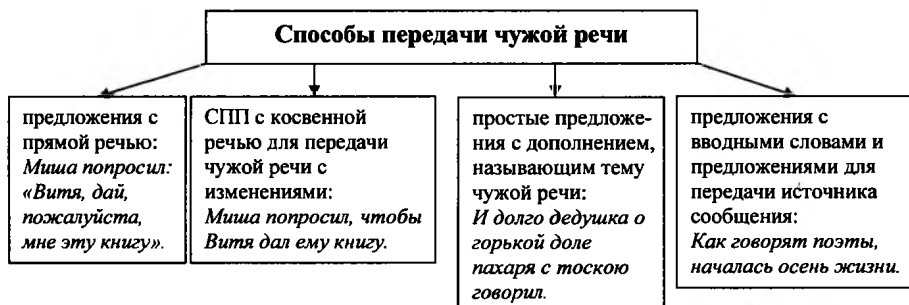 Способы передачи чужой речи
предложения с
прямой речью:
Миша попросил:
«Витя, дай,
пожалуйста,
мне эту книгу».
СПП с косвенной
речью для передачи
чужой речи с
изменениями:
Миша попросил, чтобы
Витя дал ему книгу.
простые предложе-
ния с дополнением,
называющим тему
чужой речи:
И долго дедушка о
горькой доле
пахаря с тоскою
говорил.
предложения с
вводными словами и
предложениями для
передачи источника
сообщения:
Как говорят поэты,
началась осень жизни.